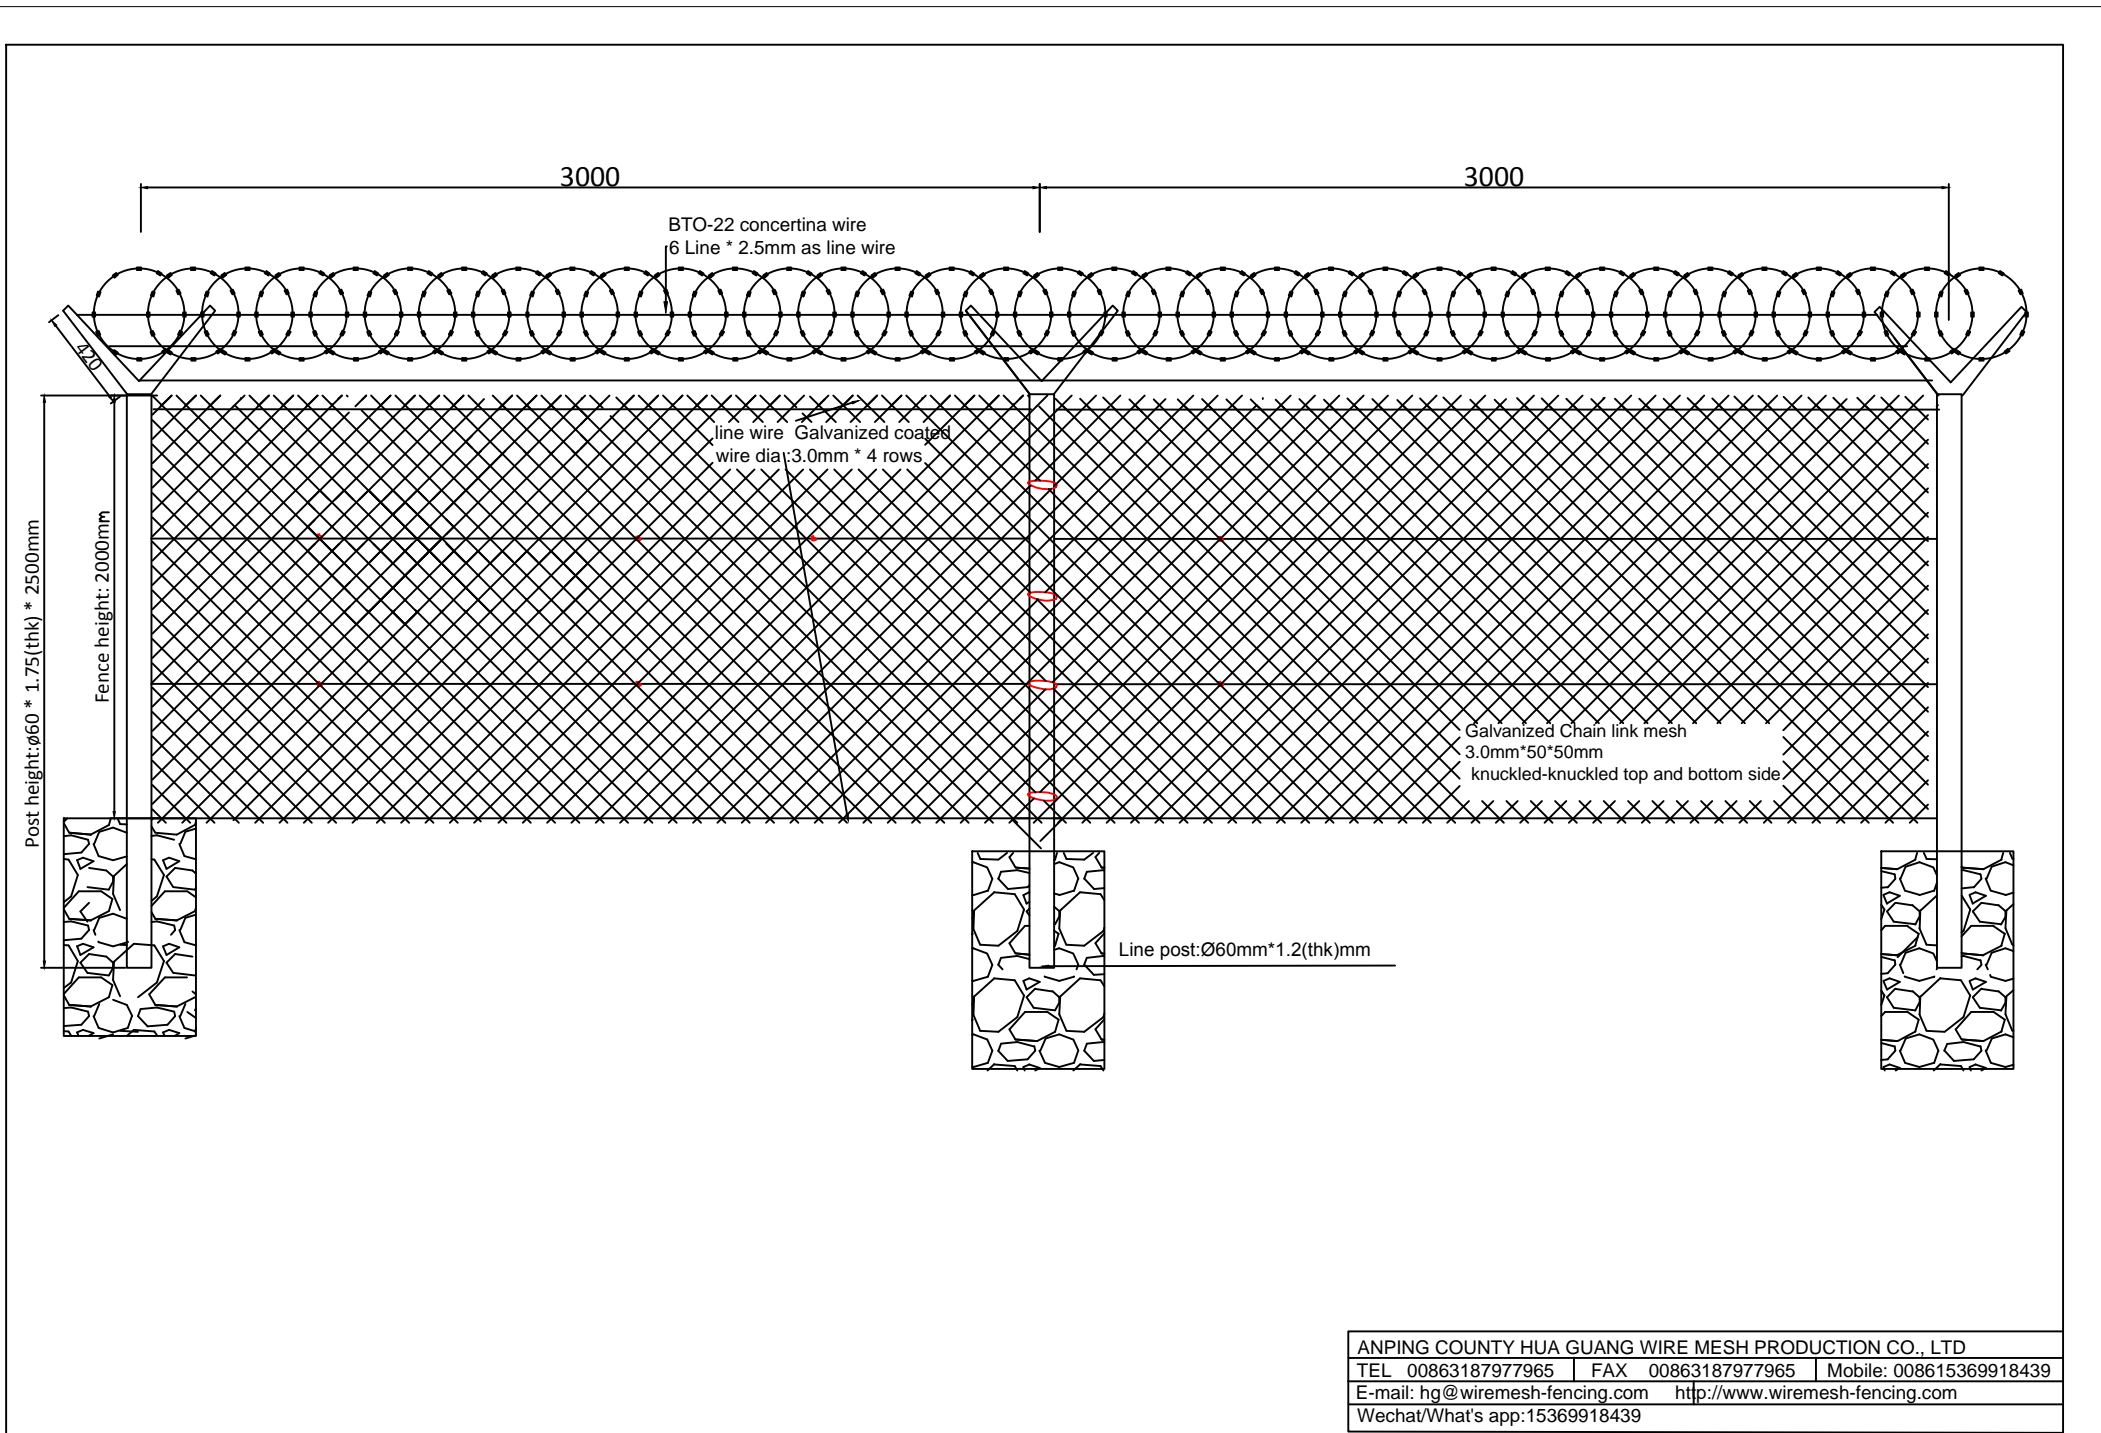 3000
3000
BTO-22 concertina wire
6 Line * 2.5mm as line wire
420
line wire Galvanized coated
wire dia:3.0mm * 4 rows
Post height:ø60 * 1.75(thk) * 2500mm
Fence height: 2000mm
Galvanized Chain link mesh
3.0mm*50*50mm
knuckled-knuckled top and bottom side
Line post:Ø60mm*1.2(thk)mm
ANPING COUNTY HUA GUANG WIRE MESH PRODUCTION CO., LTD
TEL 00863187977965 FAX 00863187977965 Mobile: 008615369918439
E-mail: hg@wiremesh-fencing.com http://www.wiremesh-fencing.com
Wechat/What's app:15369918439